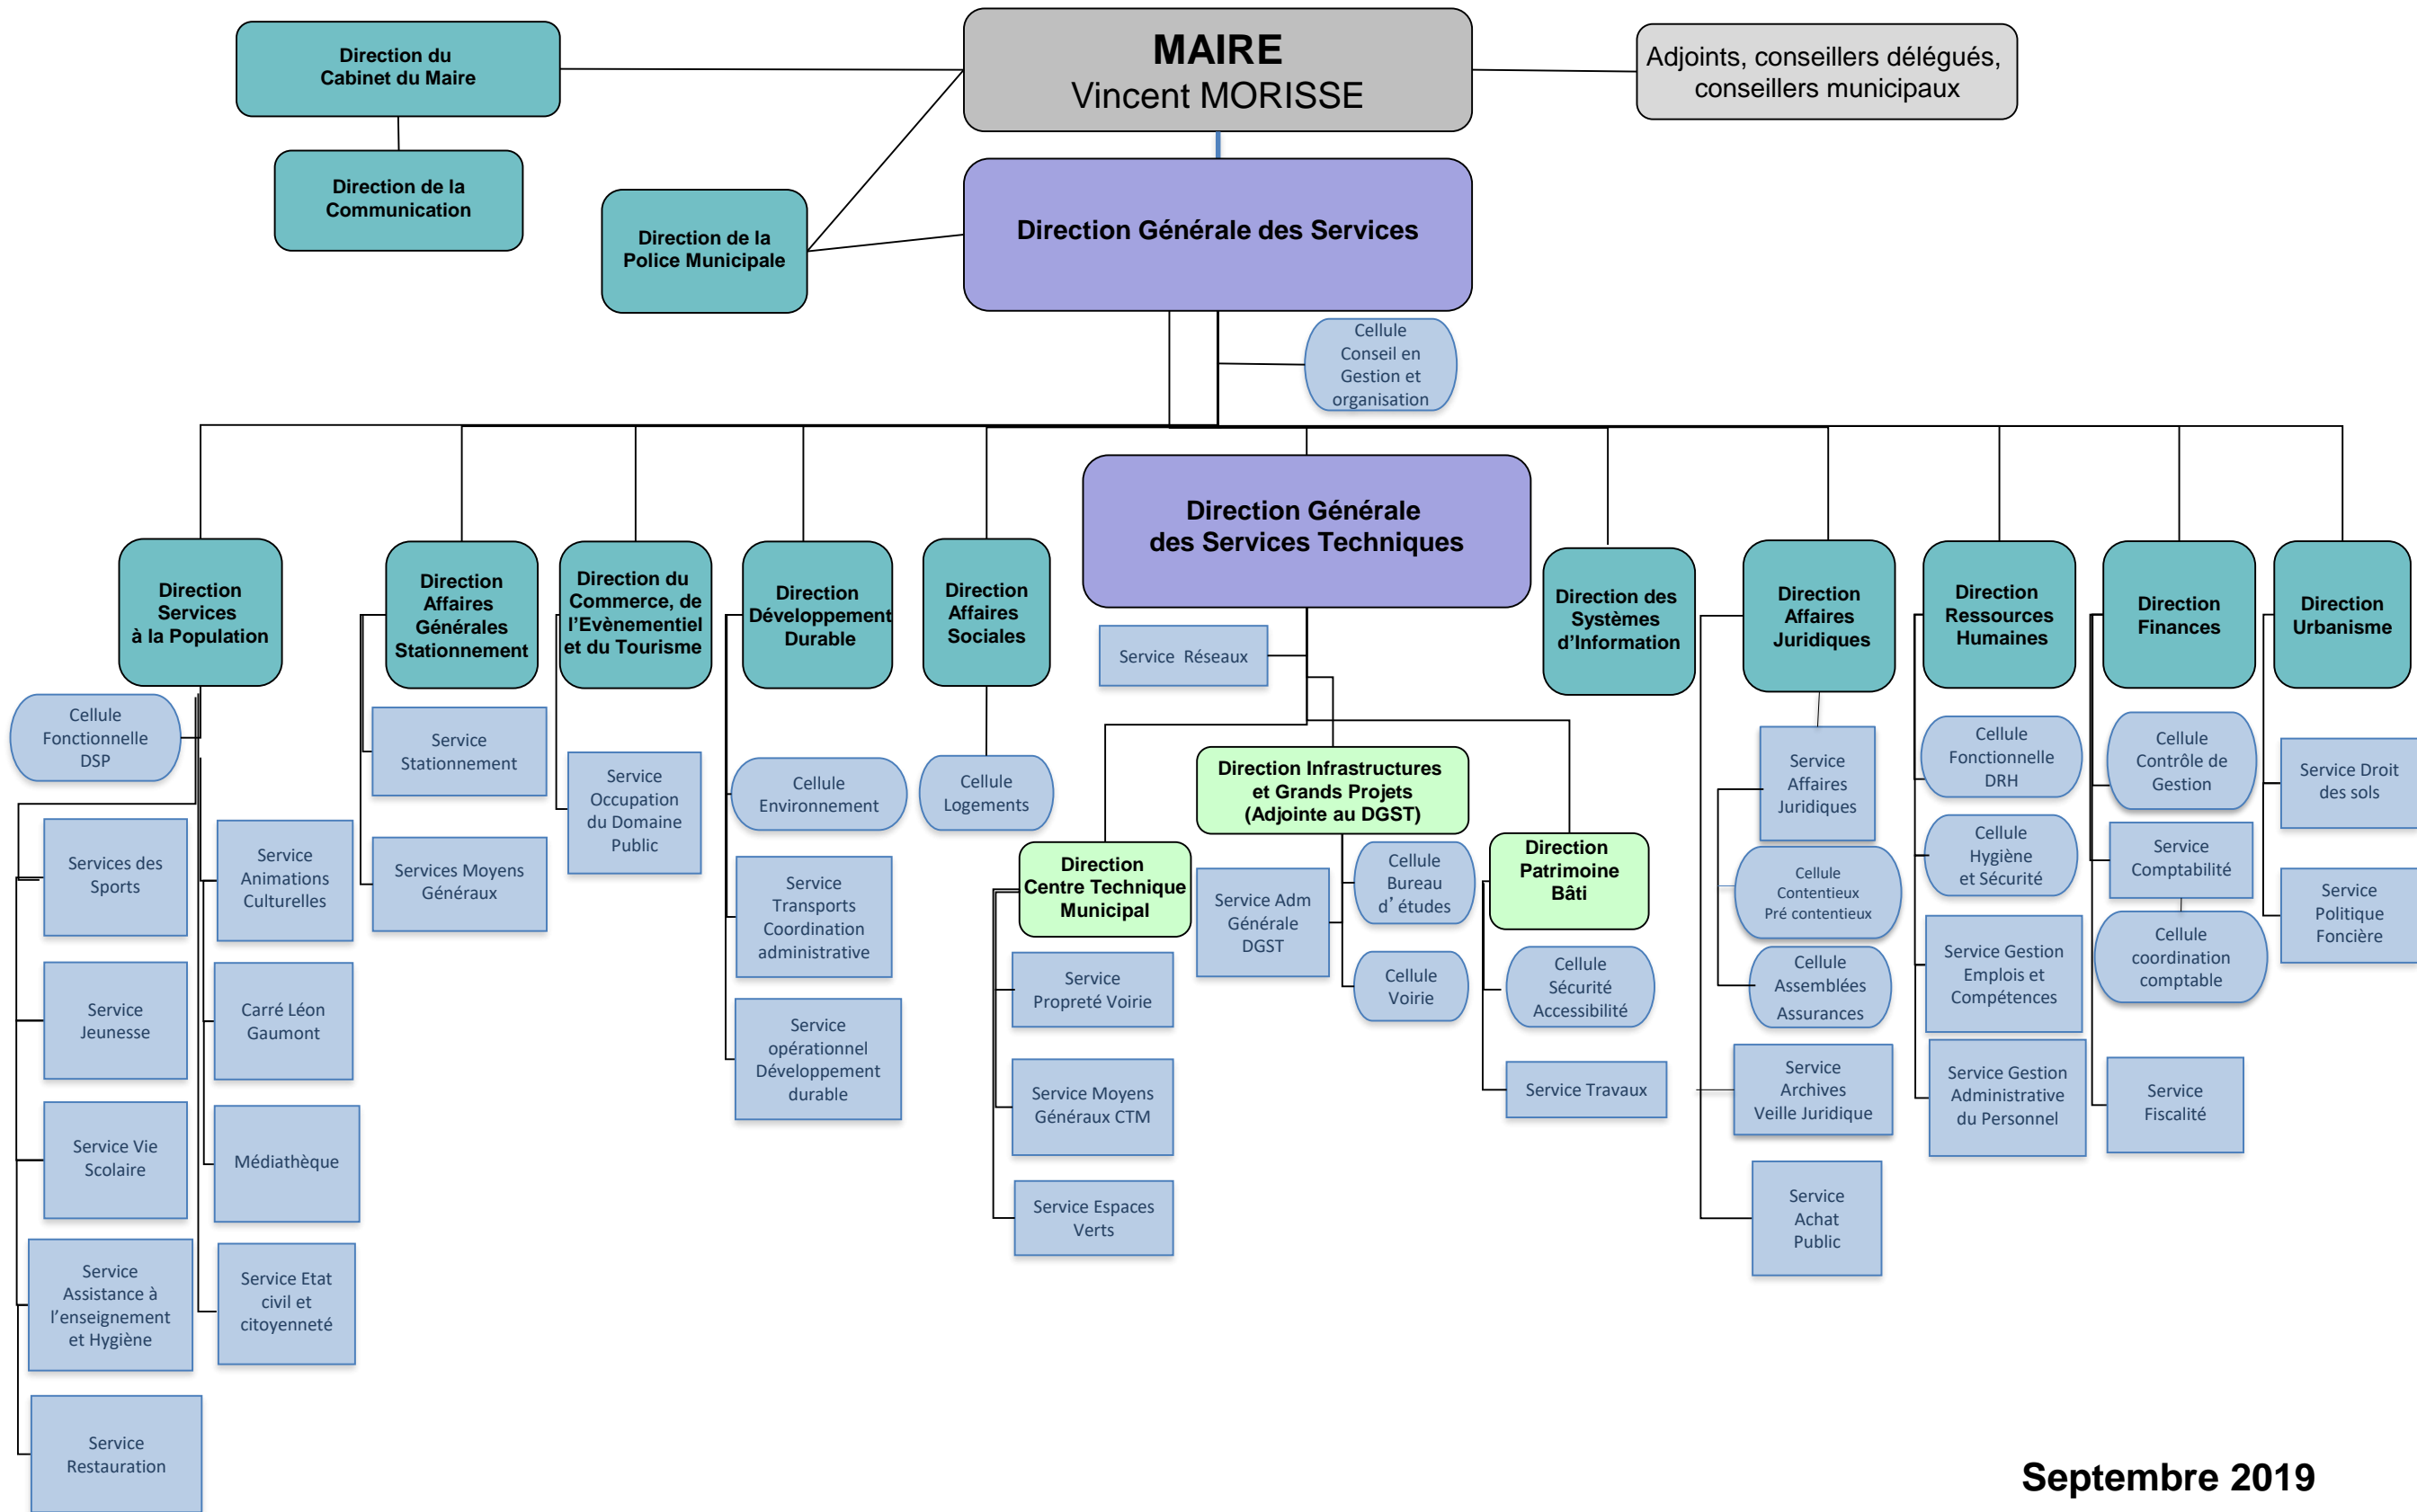 Direction du
Cabinet du Maire
MAIRE
Vincent MORISSE
Adjoints, conseillers délégués,
conseillers municipaux
Direction de la
Communication
Direction de la
Police Municipale
Direction Générale des Services
Cellule
Conseil en
Gestion et
organisation
Direction Générale
des Services Techniques
Direction
Services
à la Population
Direction
Affaires
Générales
Stationnement
Direction du
Commerce, de
l’Evènementiel
et du Tourisme
Direction
Développement
Durable
Direction
Affaires
Sociales
Direction des
Systèmes
d’Information
Direction
Affaires
Juridiques
Direction
Ressources
Humaines
Direction
Finances
Direction
Urbanisme
Cellule
Fonctionnelle
DSP
Services des
Sports
Service
Jeunesse
Service Vie
Scolaire
Service
Assistance à
l’enseignement
et Hygiène
Service
Restauration
Service
Animations
Culturelles
Carré Léon
Gaumont
Médiathèque
Service Etat
civil et
citoyenneté
Service
Stationnement
Services Moyens
Généraux
Service
Occupation
du Domaine
Public
Cellule
Environnement
Service
Transports
Coordination
administrative
Service
opérationnel
Développement
durable
Cellule
Logements
Service Réseaux
Direction Infrastructures
et Grands Projets
(Adjointe au DGST)
Direction
Centre Technique
Municipal
Service
Propreté Voirie
Service Moyens
Généraux CTM
Service Espaces
Verts
Service Adm
Générale
DGST
Cellule
Bureau
d’ études
Cellule
Voirie
Direction
Patrimoine
Bâti
Cellule
Sécurité
Accessibilité
Service Travaux
Service
Affaires
Juridiques
Cellule
Contentieux
Pré contentieux
Cellule
Assemblées
Assurances
Service
Archives
Veille Juridique
Service
Achat
Public
Cellule
Fonctionnelle
DRH
Cellule
Hygiène
et Sécurité
Service Gestion
Emplois et
Compétences
Service Gestion
Administrative
du Personnel
Cellule
Contrôle de
Gestion
Service
Comptabilité
Cellule
coordination
comptable
Service
Fiscalité
Service Droit
des sols
Service
Politique
Foncière
Septembre 2019